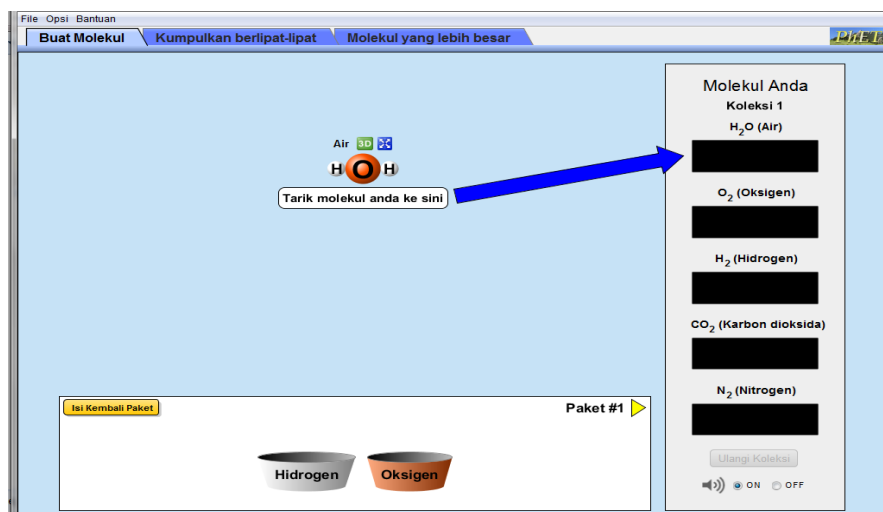 File Opsi Bantuan
Buat Molekul Kumpulkan berlipat-lipat Molekul yang lebih besar
PhET
Air 3D
H O H
Tarik molekul anda ke sini
Molekul Anda
Koleksi 1
H₂O (Air)
O₂ (Oksigen)
H₂ (Hidrogen)
CO₂ (Karbon dioksida)
N₂ (Nitrogen)
Ulangi Koleksi
ON OFF
Isi Kembali Paket
Paket #1
Hidrogen Oksigen